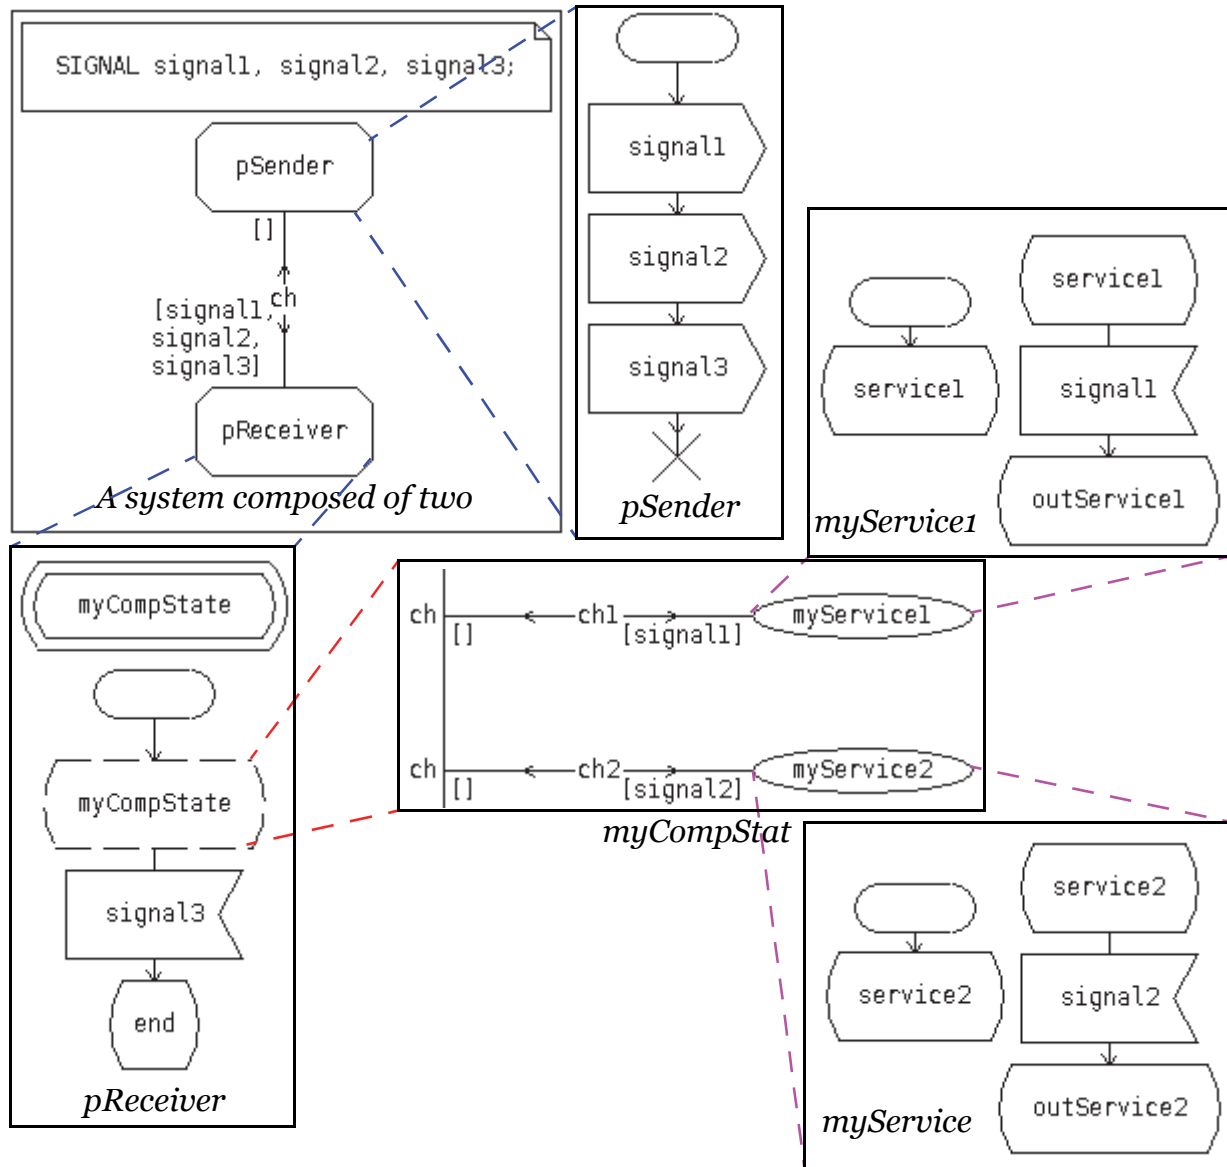 SIGNAL signal1, signal2, signal3;
pSender
[]
ch
[signal1,
signal2,
signal3]
pReceiver
A system composed of two
signal1
signal2
signal3
pSender
service1
service1
signal1
outService1
myService1
myCompState
myCompState
signal3
end
pReceiver
ch
[]
ch1
[signal1]
myService1
ch
[]
ch2
[signal2]
myService2
myCompStat
service2
service2
signal2
outService2
myService